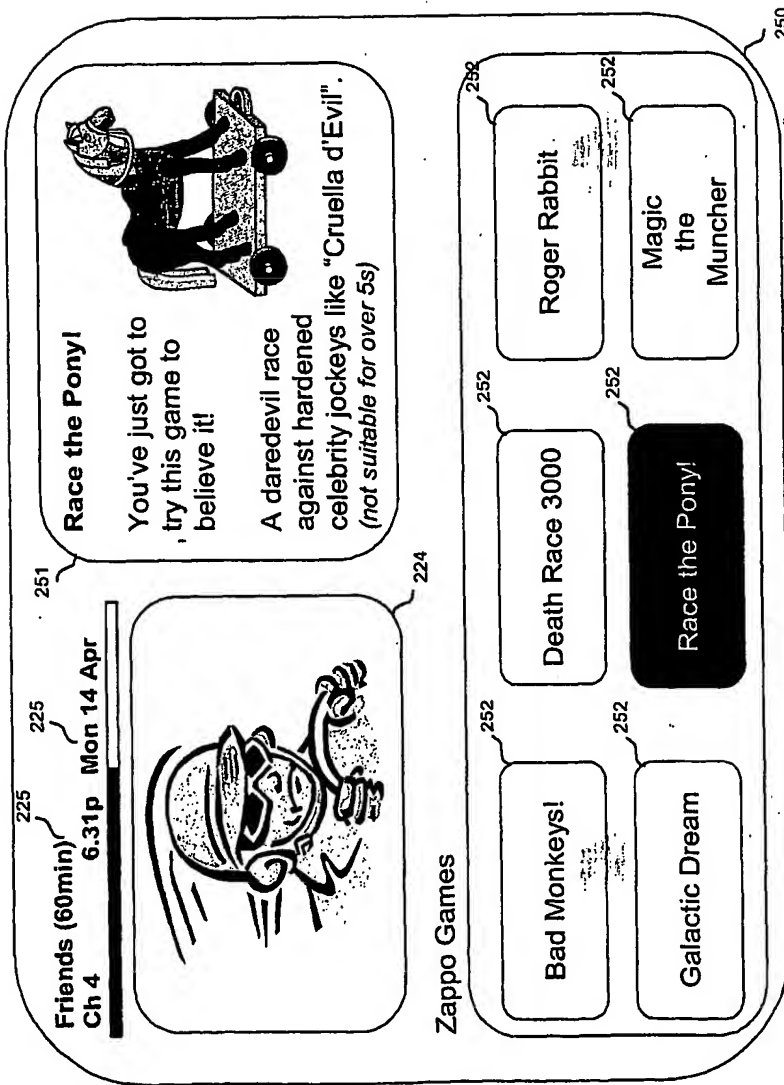 Friends (60min)
225
225
Ch 4 6.31p Mon 14 Apr
224
251
Race the Pony!
You've just got to
, try this game to
believe it!
A daredevil race
against hardened
celebrity jockeys like "Cruella d'Evil".
(not suitable for over 5s)
Zappo Games
252
Bad Monkeys!
252
Death Race 3000
252
Roger Rabbit
252
Galactic Dream
252
Race the Pony!
252
Magic
the
Muncher
250